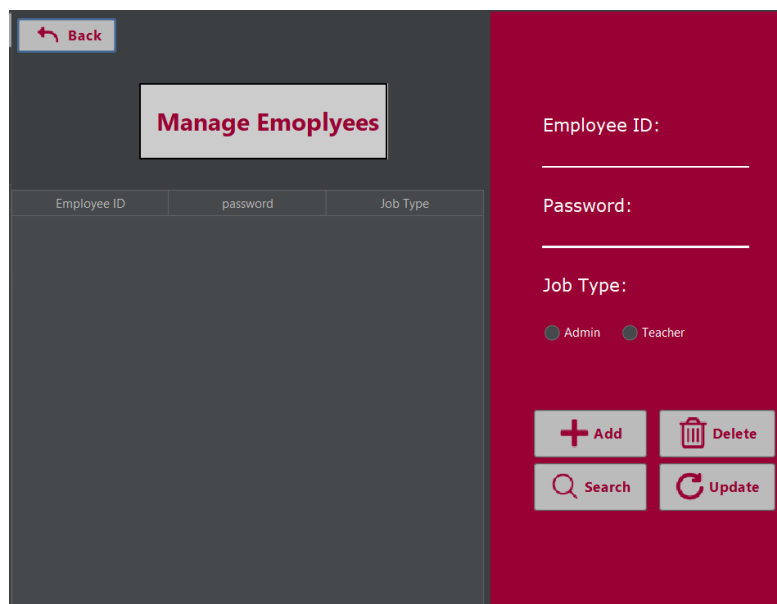 Back
Manage Emoplyees
Employee ID
password
Job Type
Employee ID:
Password:
Job Type:
Admin
Teacher
Add
Delete
Search
Update